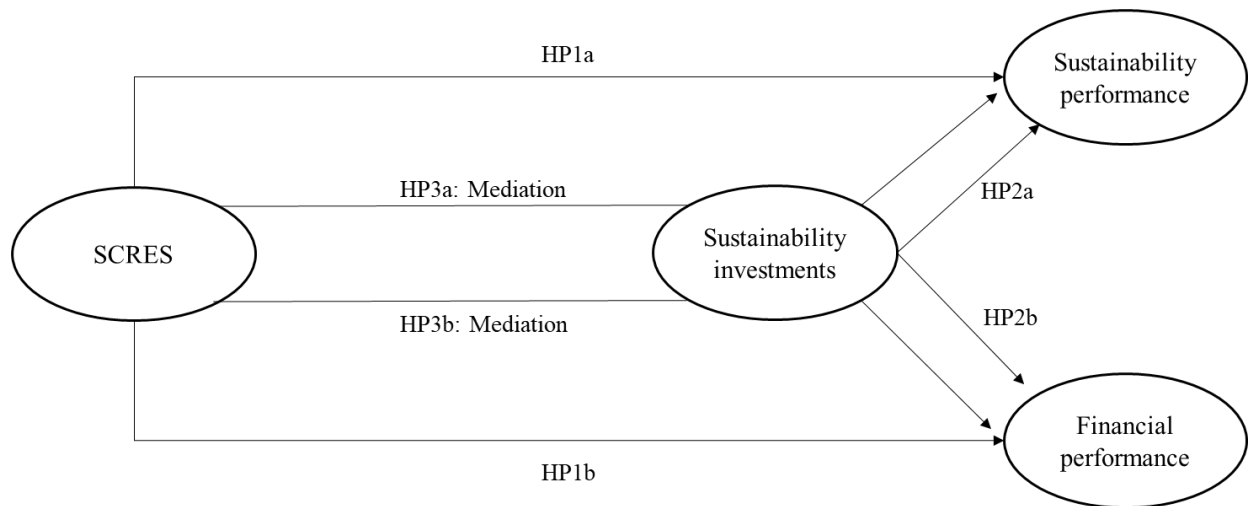 HP1a
Sustainability
performance
HP3a: Mediation
HP2a
SCRES
Sustainability
investments
HP3b: Mediation
HP2b
Financial
performance
HP1b